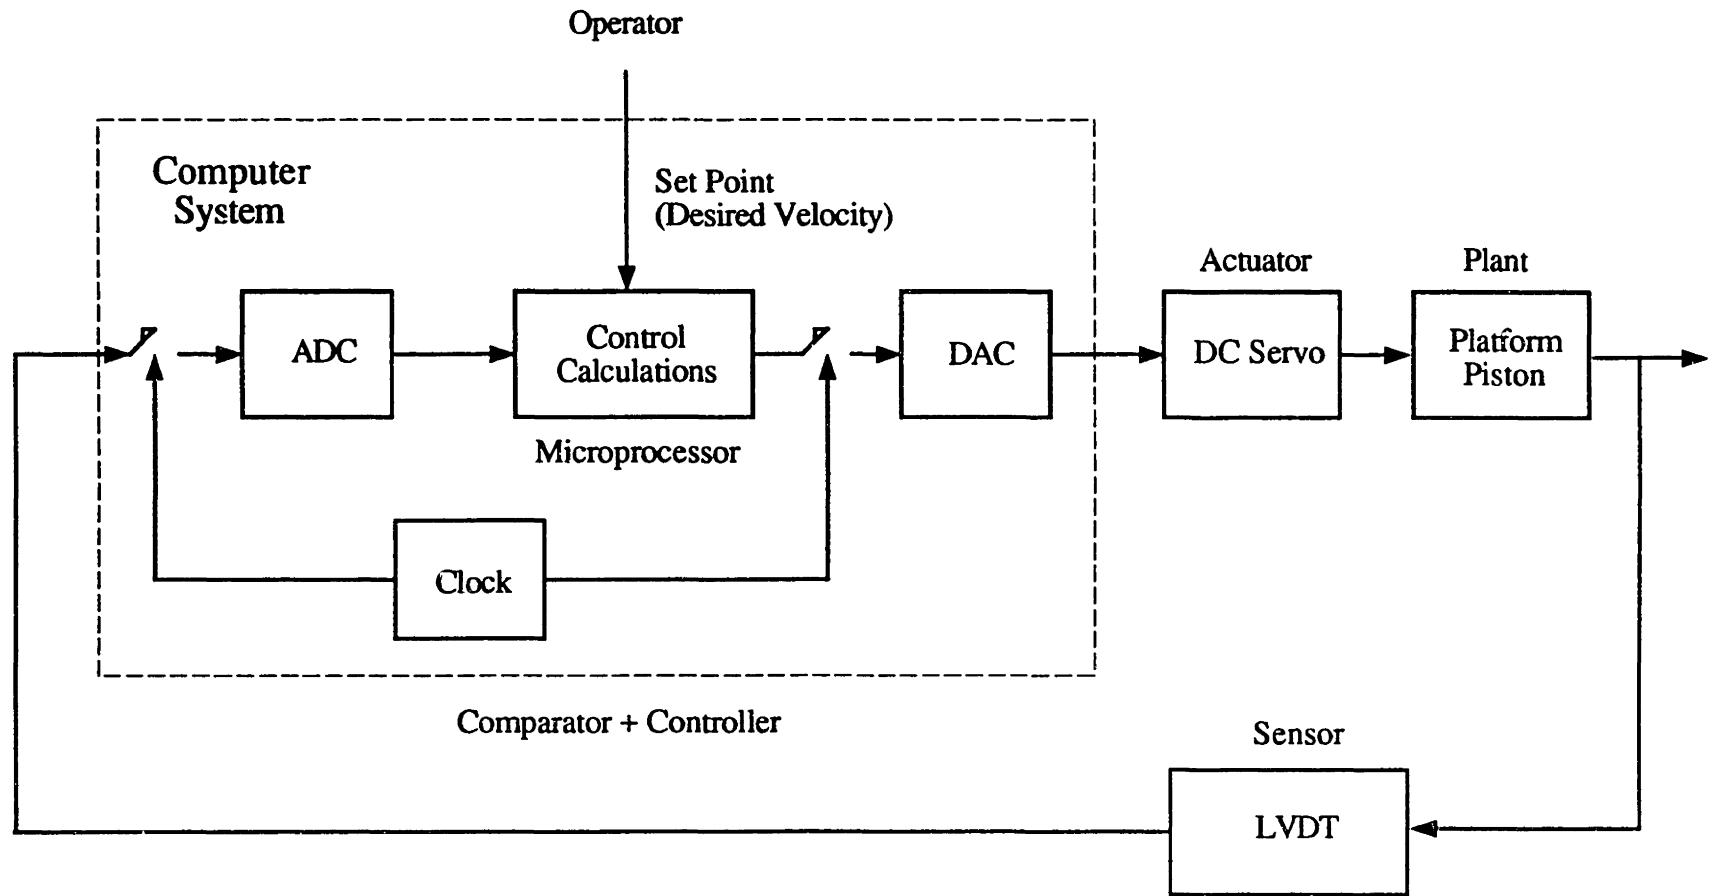 Operator
Computer
System
Set Point
(Desired Velocity)
Actuator
Plant
ADC
Control
Calculations
DAC
DC Servo
Platform
Piston
Microprocessor
Clock
Comparator + Controller
Sensor
LVDT